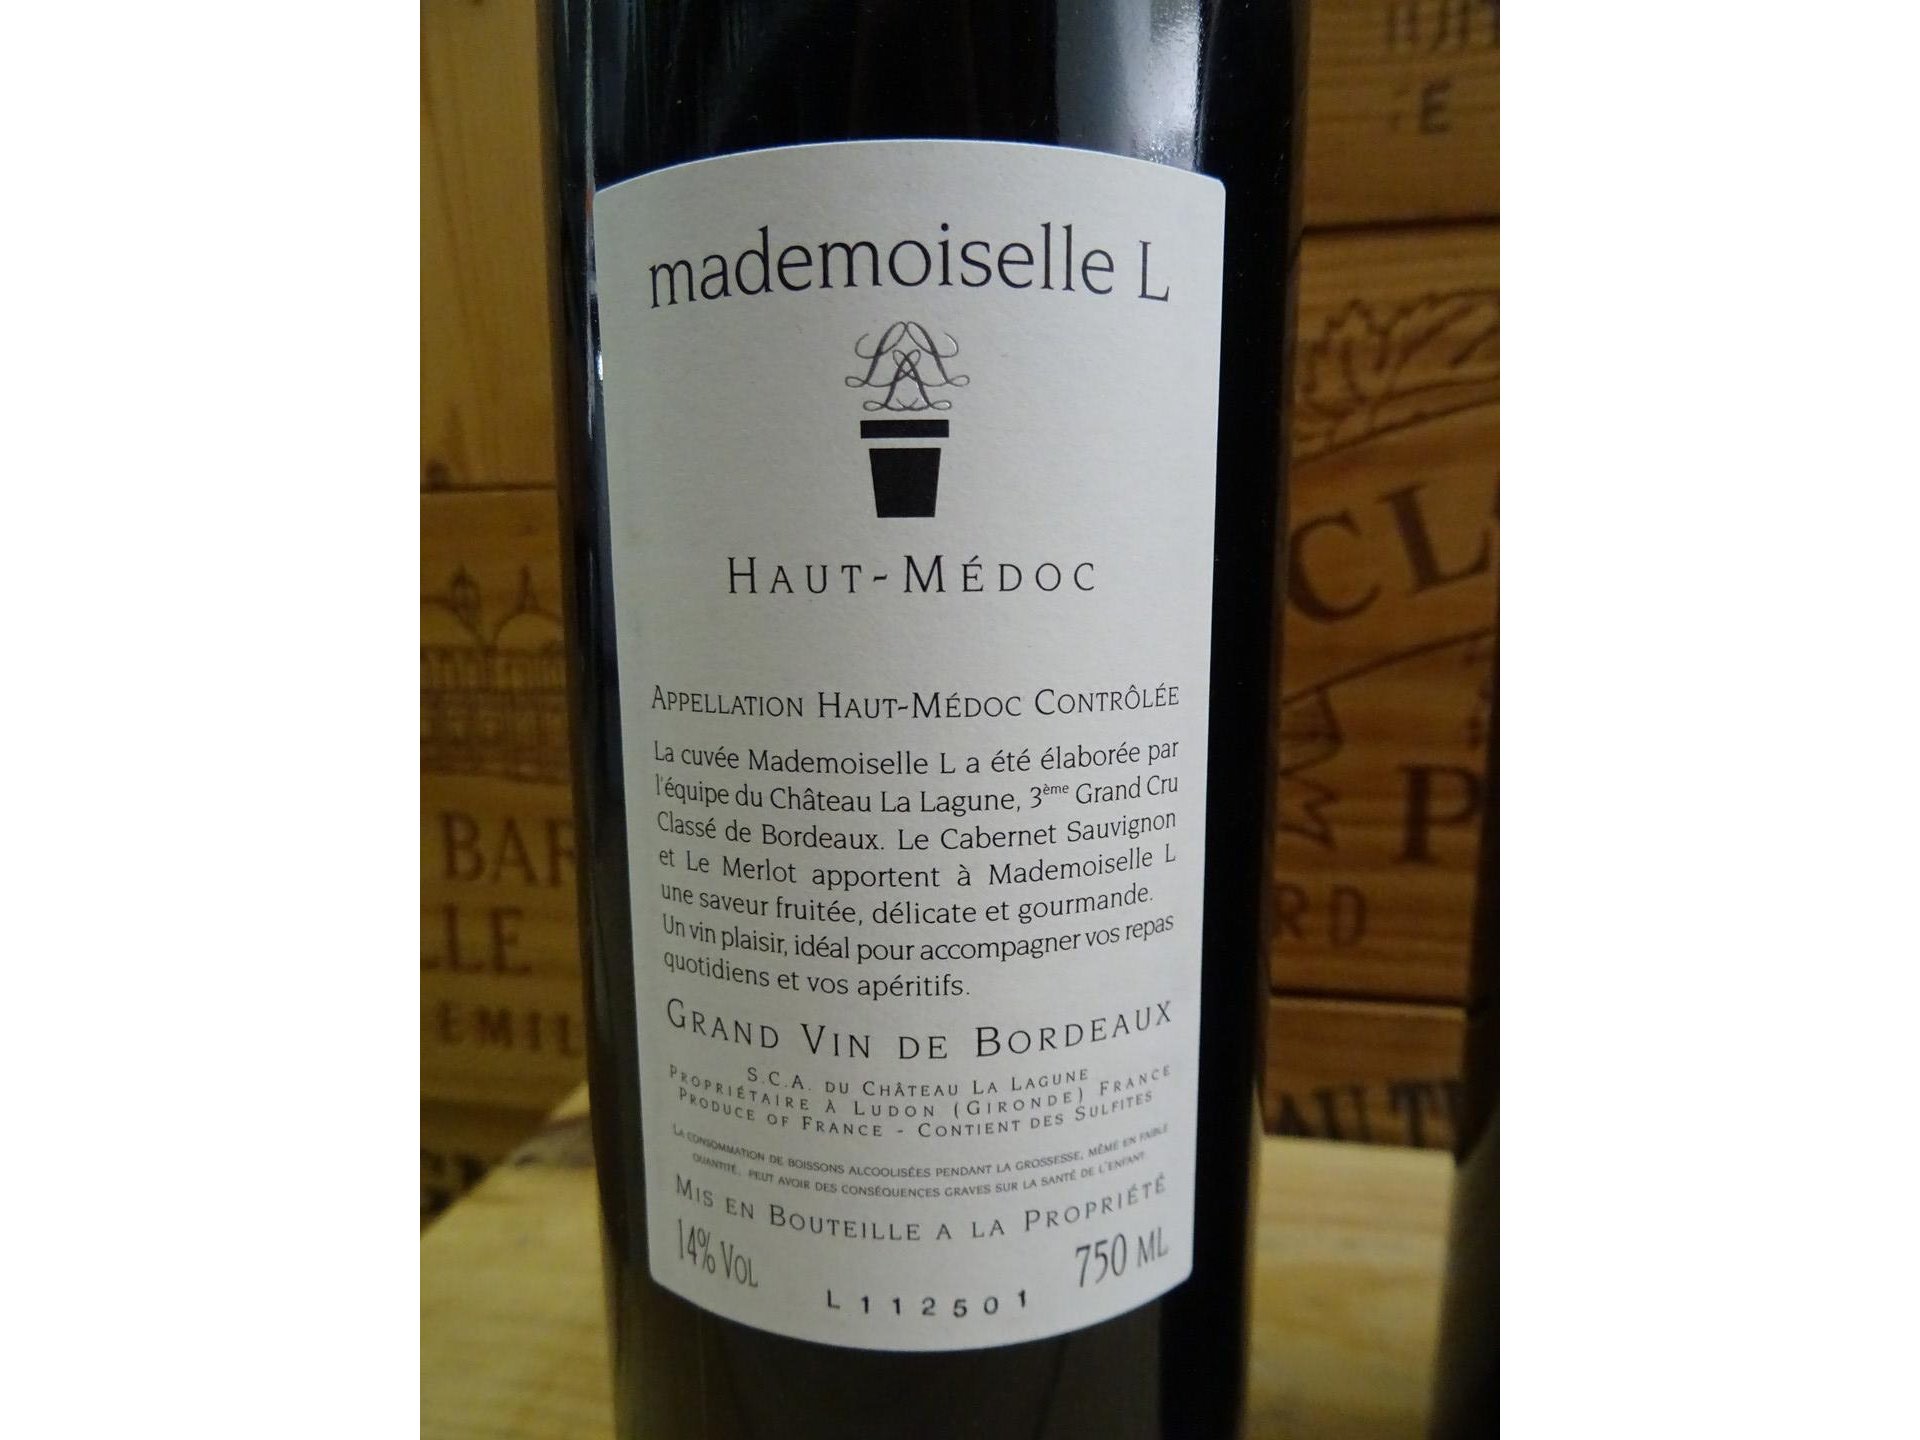 mademoiselle L
HAUT-MÉDOC
APPELLATION HAUT-MÉDOC CONTRÔLÉE
La cuvée Mademoiselle L a été élaborée par
l'équipe du Château La Lagune, 3ème Grand Cru
Classé de Bordeaux. Le Cabernet Sauvignon
et Le Merlot apportent à Mademoiselle L
une saveur fruitée, délicate et gourmande.
Un vin plaisir, idéal pour accompagner vos repas
quotidiens et vos apéritifs.
GRAND VIN DE BORDEAUX
S.C.A. DU CHÂTEAU LA LAGUNE
PROPRIÉTAIRE À LUDON (GIRONDE) FRANCE
PRODUCE OF FRANCE - CONTIENT DES SULFITES
LA CONSOMMATION DE BOISSONS ALCOOLISÉES PENDANT LA GROSSESSE, MÊME EN FAIBLE
QUANTITÉ, PEUT AVOIR DES CONSÉQUENCES GRAVES SUR LA SANTÉ DE L'ENFANT.
MIS EN BOUTEILLE A LA PROPRIÉTÉ
14% VOL 750 ML
L112501